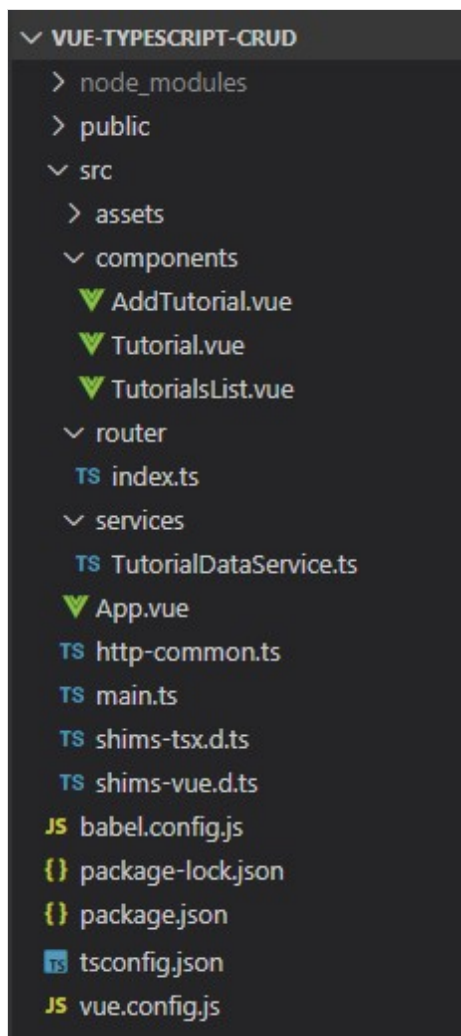 VUE-TYPESCRIPT-CRUD
node_modules
public
src
assets
components
AddTutorial.vue
Tutorial.vue
TutorialsList.vue
router
TS index.ts
services
TS TutorialDataService.ts
App.vue
TS http-common.ts
TS main.ts
TS shims-tsx.d.ts
TS shims-vue.d.ts
JS babel.config.js
{} package-lock.json
{} package.json
TS tsconfig.json
JS vue.config.js